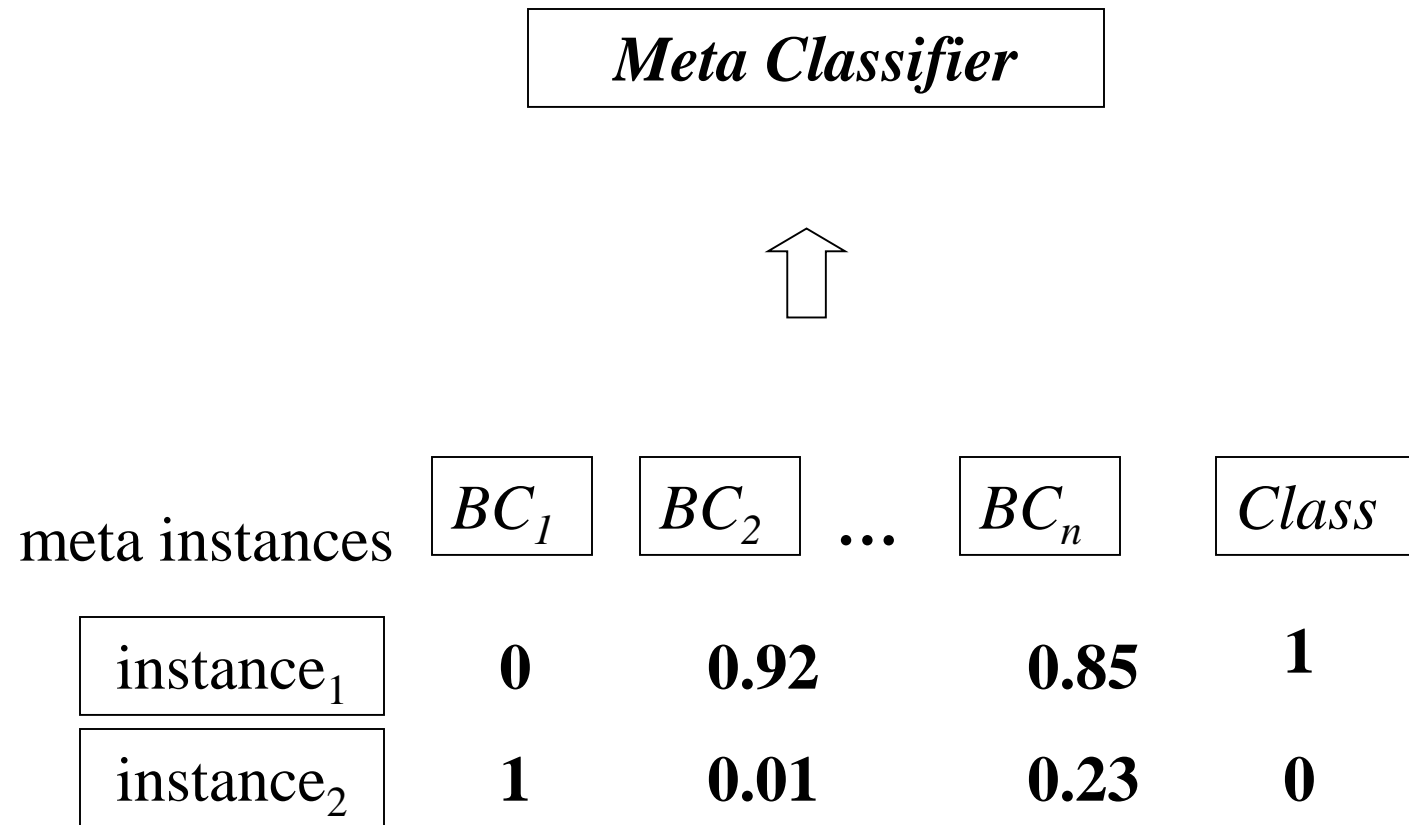 Meta Classifier
meta instances BC₁ BC₂ ... BCₙ Class
instance₁ 0 0.92 0.85 1
instance₂ 1 0.01 0.23 0